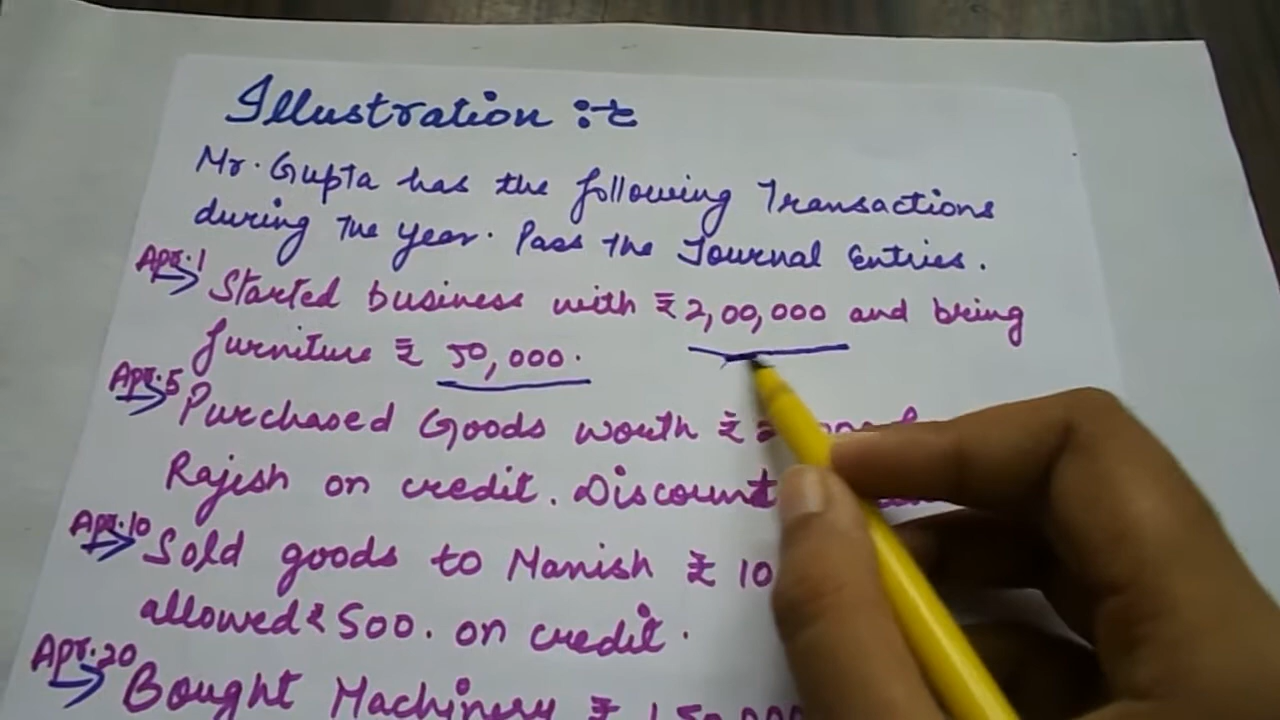 Illustration :-
Mr. Gupta has the following Transactions
during the year. Pass the Journal Entries.
Apr.1
→ Started business with ₹2,00,000 and bring
furniture ₹ 50,000.
Apr.5
→ Purchased Goods worth ₹
Rajesh on credit. Discount
Apr.10
→ Sold goods to Manish ₹ 10
allowed ₹500. on credit.
Apr.20
→ Bought Machinery ₹